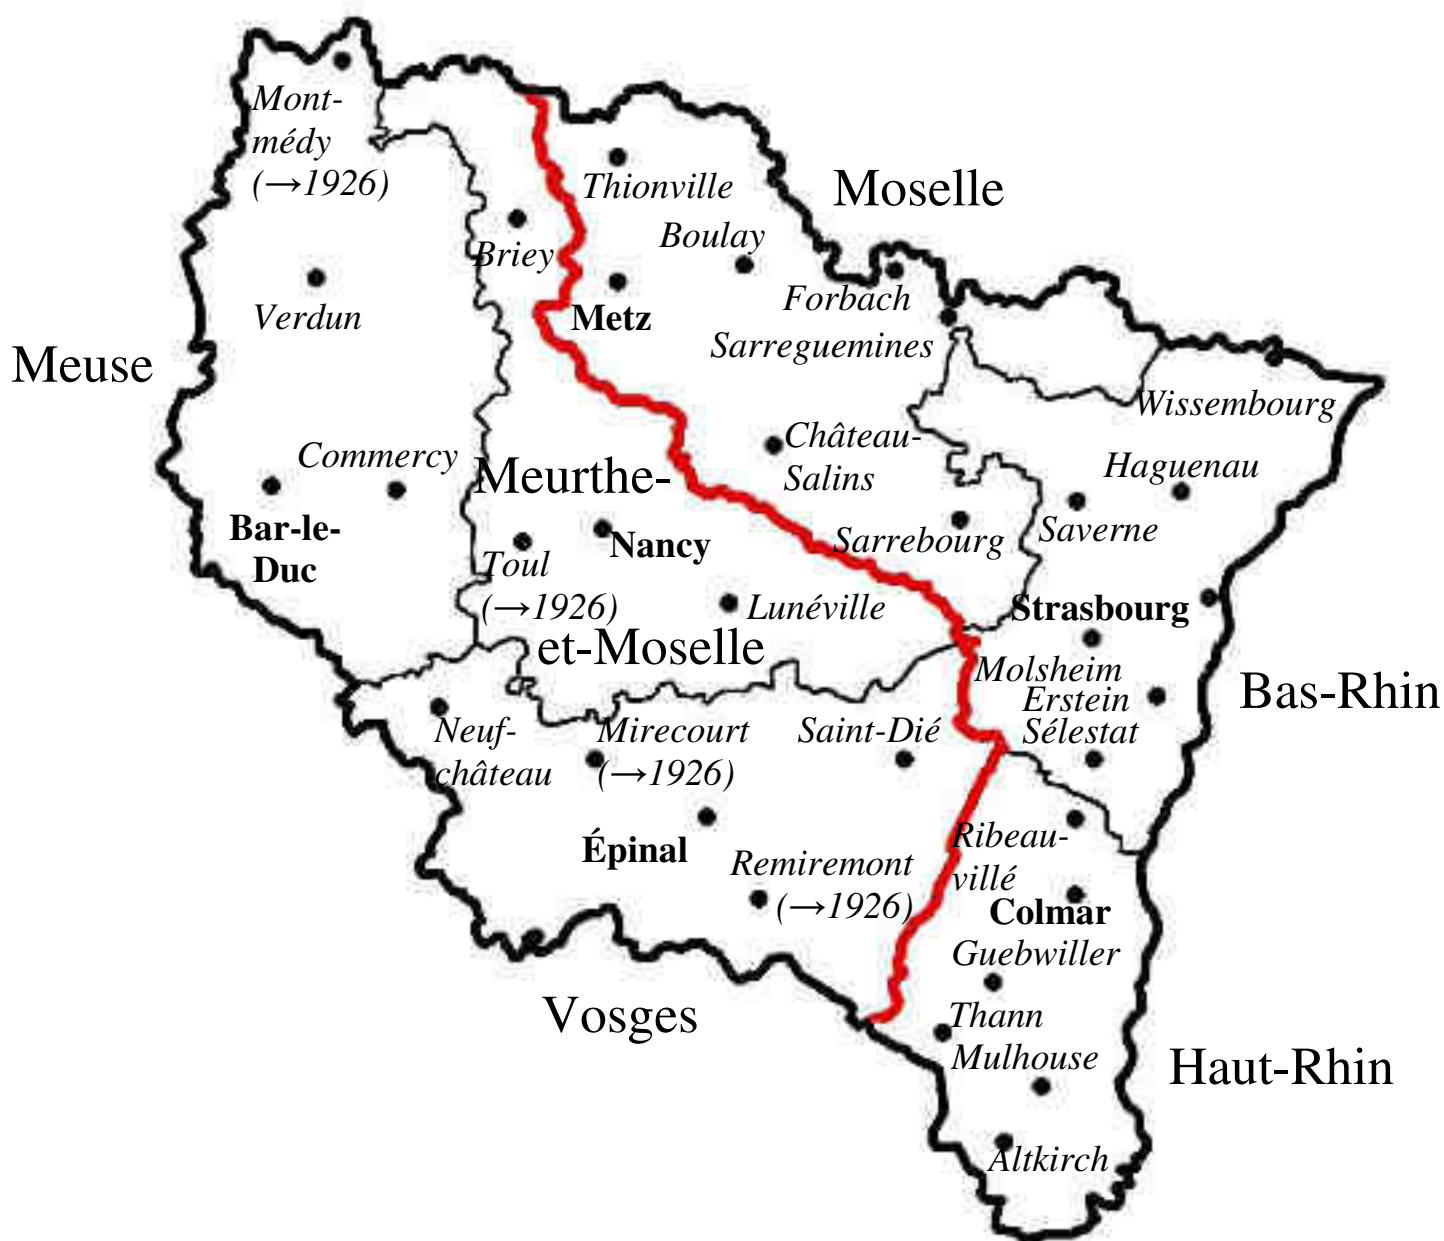 Mont-
médy
(→1926)
Thionville
Moselle
Boulay
Briey
Forbach
Verdun
Metz
Sarreguemines
Meuse
Wissembourg
Château-
Salins
Commercy
Haguenau
Meurthe-
Bar-le-
Duc
Nancy
Sarrebourg
Saverne
Toul
(→1926)
Lunéville
Strasbourg
et-Moselle
Molsheim
Erstein
Bas-Rhin
Neuf-
château
Mirecourt
(→1926)
Saint-Dié
Sélestat
Épinal
Remiremont
(→1926)
Ribeau-
villé
Colmar
Guebwiller
Vosges
Thann
Mulhouse
Haut-Rhin
Altkirch